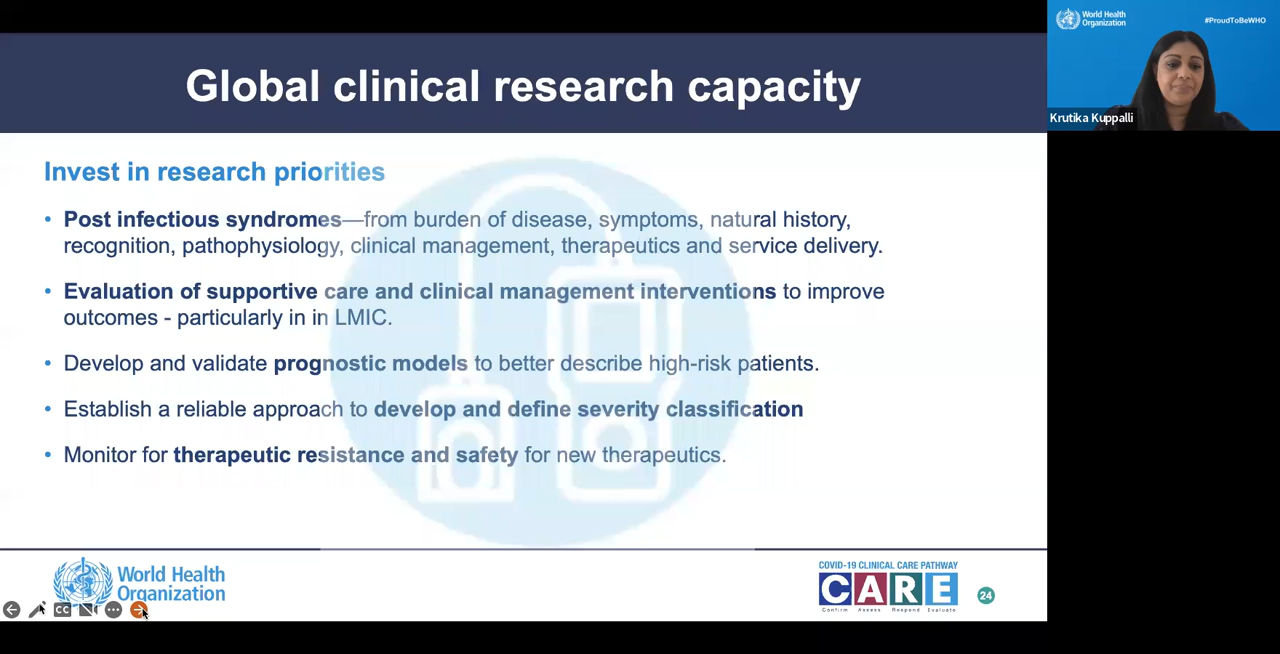 Global clinical research capacity
World Health
Organization
#ProudToBeWHO
Krutika Kuppalli
Invest in research priorities
• Post infectious syndromes—from burden of disease, symptoms, natural history,
recognition, pathophysiology, clinical management, therapeutics and service delivery.
• Evaluation of supportive care and clinical management interventions to improve
outcomes - particularly in in LMIC.
• Develop and validate prognostic models to better describe high-risk patients.
• Establish a reliable approach to develop and define severity classification
• Monitor for therapeutic resistance and safety for new therapeutics.
World Health
Organization
CC
COVID-19 CLINICAL CARE PATHWAY
CARE
Confirm Assess Respond Evaluate
24